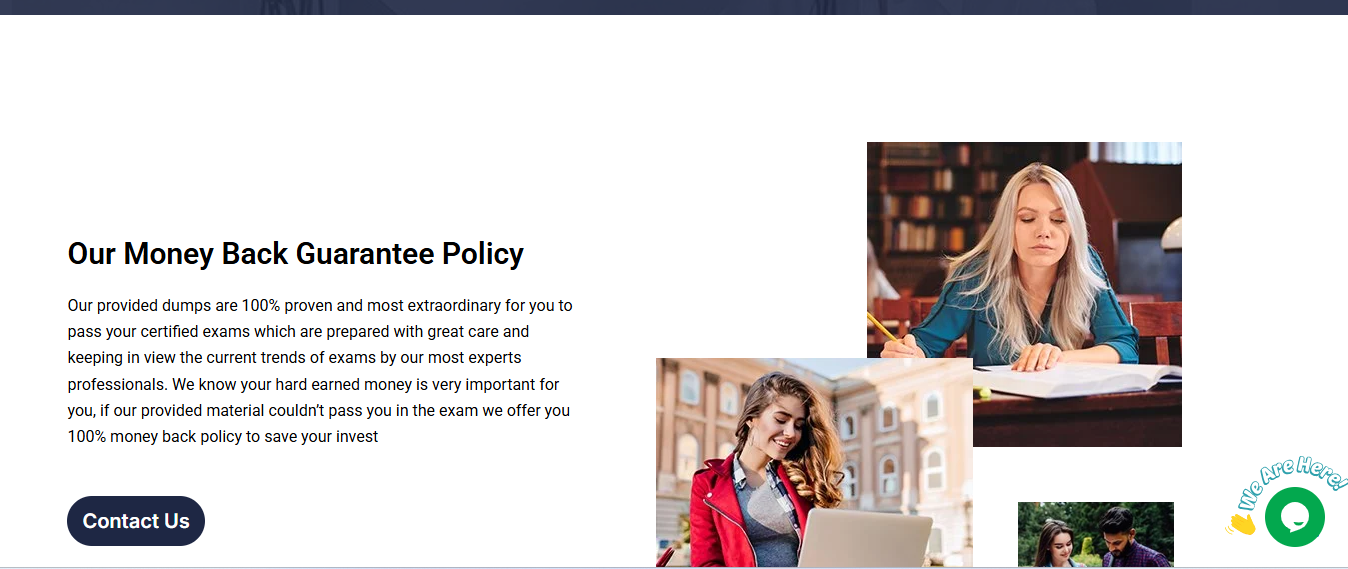 Our Money Back Guarantee Policy
Our provided dumps are 100% proven and most extraordinary for you to
pass your certified exams which are prepared with great care and
keeping in view the current trends of exams by our most experts
professionals. We know your hard earned money is very important for
you, if our provided material couldn’t pass you in the exam we offer you
100% money back policy to save your invest
Contact Us
We Are Here!